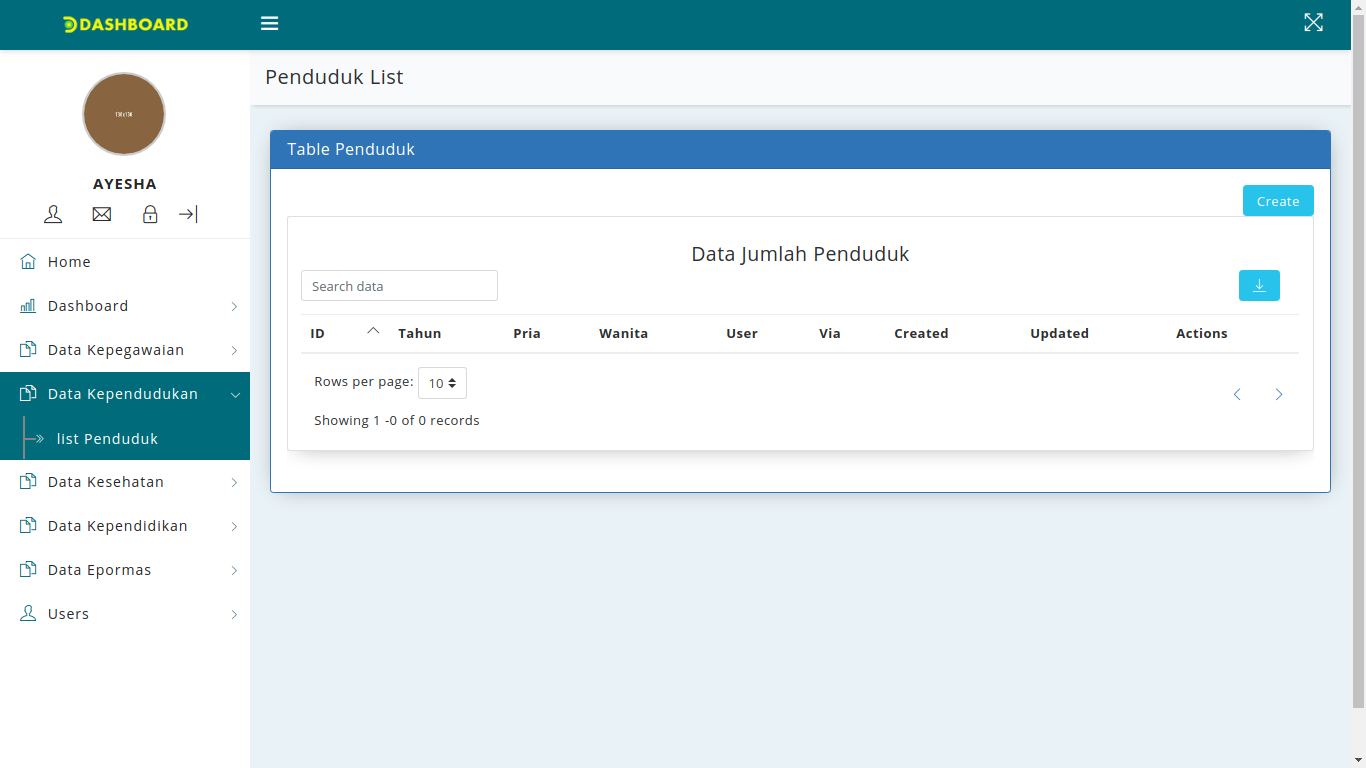 DASHBOARD
Penduduk List
AYESHA
Home
Dashboard
Data Kepegawaian
Data Kependudukan
list Penduduk
Data Kesehatan
Data Kependidikan
Data Epormas
Users
Table Penduduk
Create
Data Jumlah Penduduk
Search data
ID Tahun Pria Wanita User Via Created Updated Actions
Rows per page: 10
Showing 1 -0 of 0 records